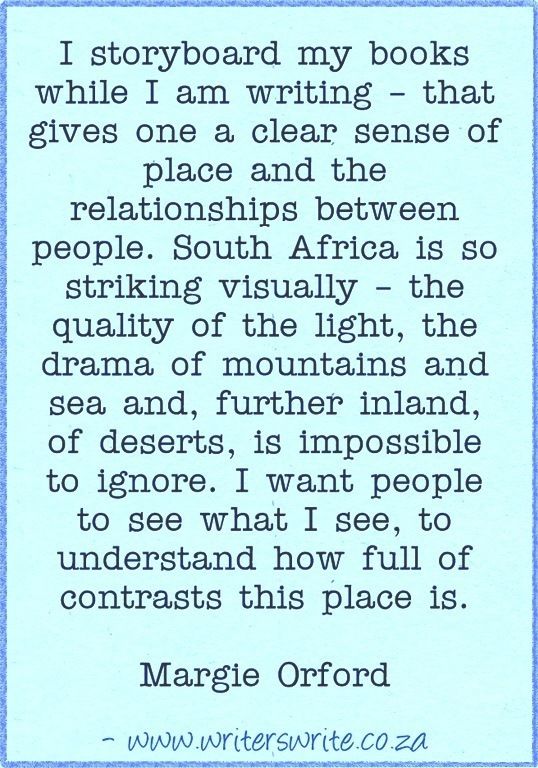 I storyboard my books
while I am writing – that
gives one a clear sense of
place and the
relationships between
people. South Africa is so
striking visually – the
quality of the light, the
drama of mountains and
sea and, further inland,
of deserts, is impossible
to ignore. I want people
to see what I see, to
understand how full of
contrasts this place is.
Margie Orford
- www.writerswrite.co.za